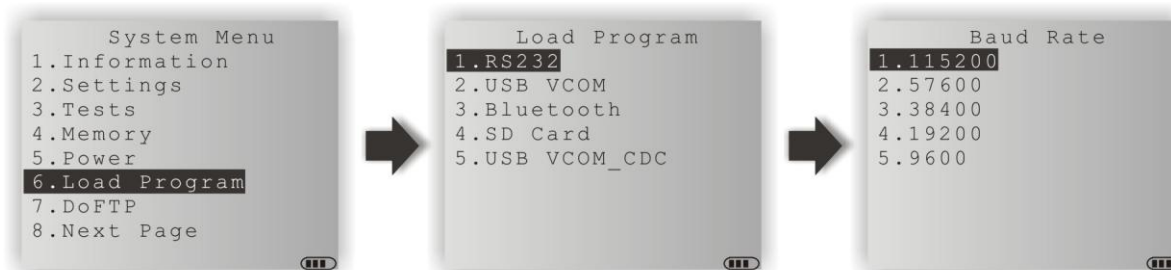 System Menu
1.Information
2.Settings
3.Tests
4.Memory
5.Power
6.Load Program
7.DoFTP
8.Next Page
Load Program
1.RS232
2.USB VCOM
3.Bluetooth
4.SD Card
5.USB VCOM_CDC
Baud Rate
1.115200
2.57600
3.38400
4.19200
5.9600